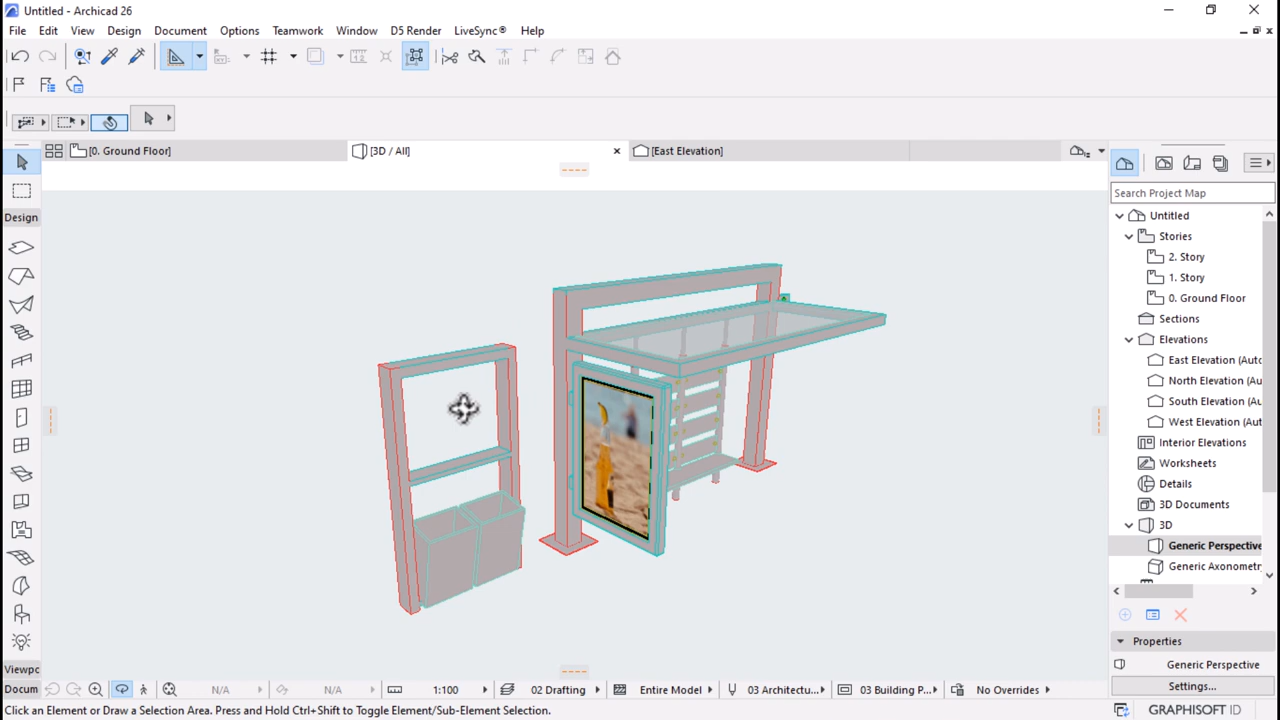 Untitled - Archicad 26
File Edit View Design Document Options Teamwork Window D5 Render LiveSync® Help
[0. Ground Floor] [3D / All] [East Elevation]
Search Project Map
Untitled
Stories
2. Story
1. Story
0. Ground Floor
Sections
Elevations
East Elevation (Auto
North Elevation (Au
South Elevation (Au
West Elevation (Aut
Interior Elevations
Worksheets
Details
3D Documents
3D
Generic Perspective
Generic Axonometr
Properties
Generic Perspective
Settings...
Design
Viewpo
Docum
N/A N/A 1:100 02 Drafting Entire Model 03 Architectu... 03 Building P... No Overrides
Click an Element or Draw a Selection Area. Press and Hold Ctrl+Shift to Toggle Element/Sub-Element Selection.
GRAPHISOFT ID